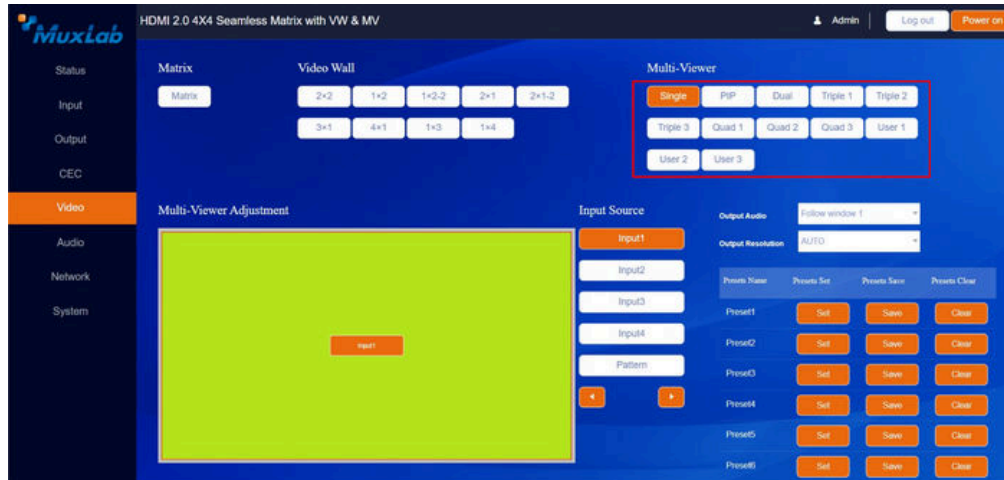 MuxLab
HDMI 2.0 4X4 Seamless Matrix with VW & MV
Admin
Log out
Power on
Status
Input
Output
CEC
Video
Audio
Network
System
Matrix
Matrix
Video Wall
2×2 1×2 1×2-2 2×1 2×1-2
3×1 4×1 1×3 1×4
Multi-Viewer
Single PIP Dual Triple 1 Triple 2
Triple 3 Quad 1 Quad 2 Quad 3 User 1
User 2 User 3
Multi-Viewer Adjustment
Input1
Input Source
Input1
Input2
Input3
Input4
Pattern
Output Audio Follow window 1
Output Resolution AUTO
Presets Name Presets Set Presets Save Presets Clear
Preset1 Set Save Clear
Preset2 Set Save Clear
Preset3 Set Save Clear
Preset4 Set Save Clear
Preset5 Set Save Clear
Preset6 Set Save Clear